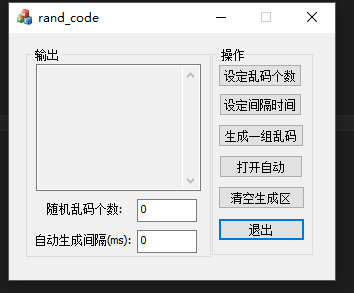 rand_code
输出
随机乱码个数:
0
自动生成间隔(ms):
0
操作
设定乱码个数
设定间隔时间
生成一组乱码
打开自动
清空生成区
退出